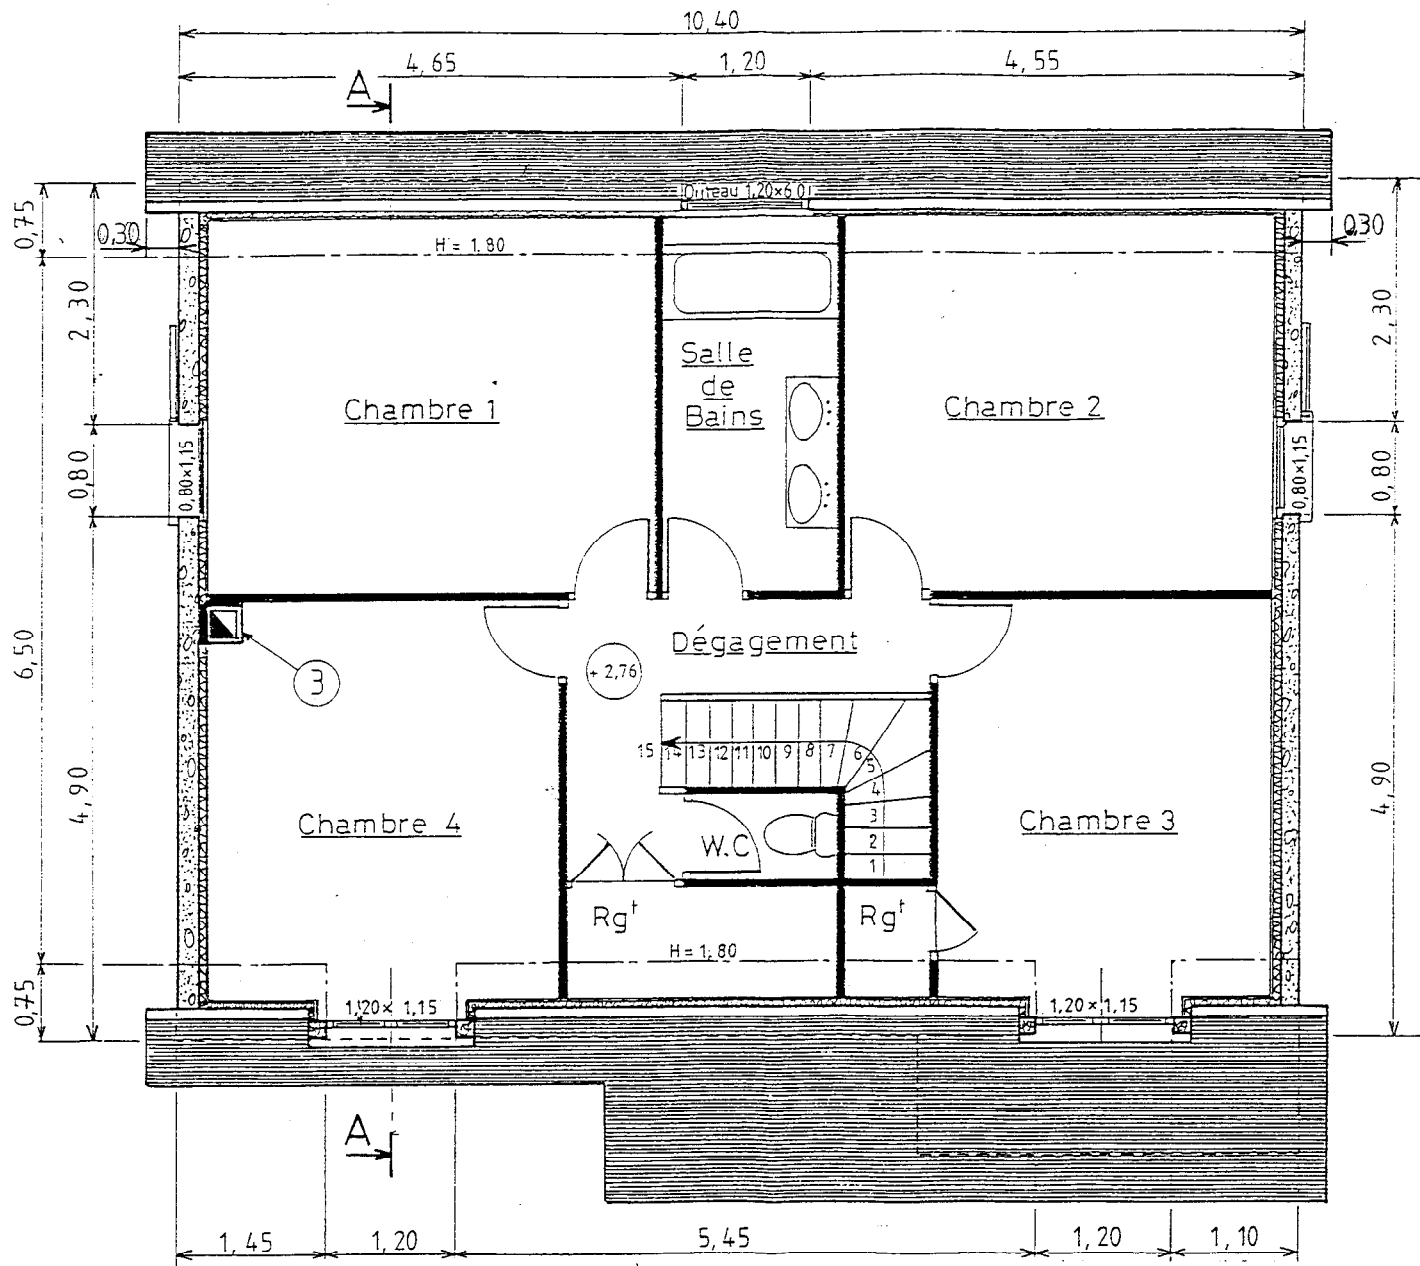 10,40
4,65
1,20
4,55
A
Outeau 1,20×6,01
0,75
0,30
H = 1,80
0,30
2,30
2,30
Salle
de
Bains
Chambre 1
Chambre 2
0,80
0,80×1,15
0,80×1,15
0,80
6,50
3
Dégagement
+ 2,76
15 14 13 12 11 10 9 8 7 6 5 4 3 2 1
4,90
4,90
Chambre 4
W.C
Chambre 3
Rgt
Rgt
H = 1,80
0,75
1,20 × 1,15
1,20 × 1,15
A
1,45
1,20
5,45
1,20
1,10